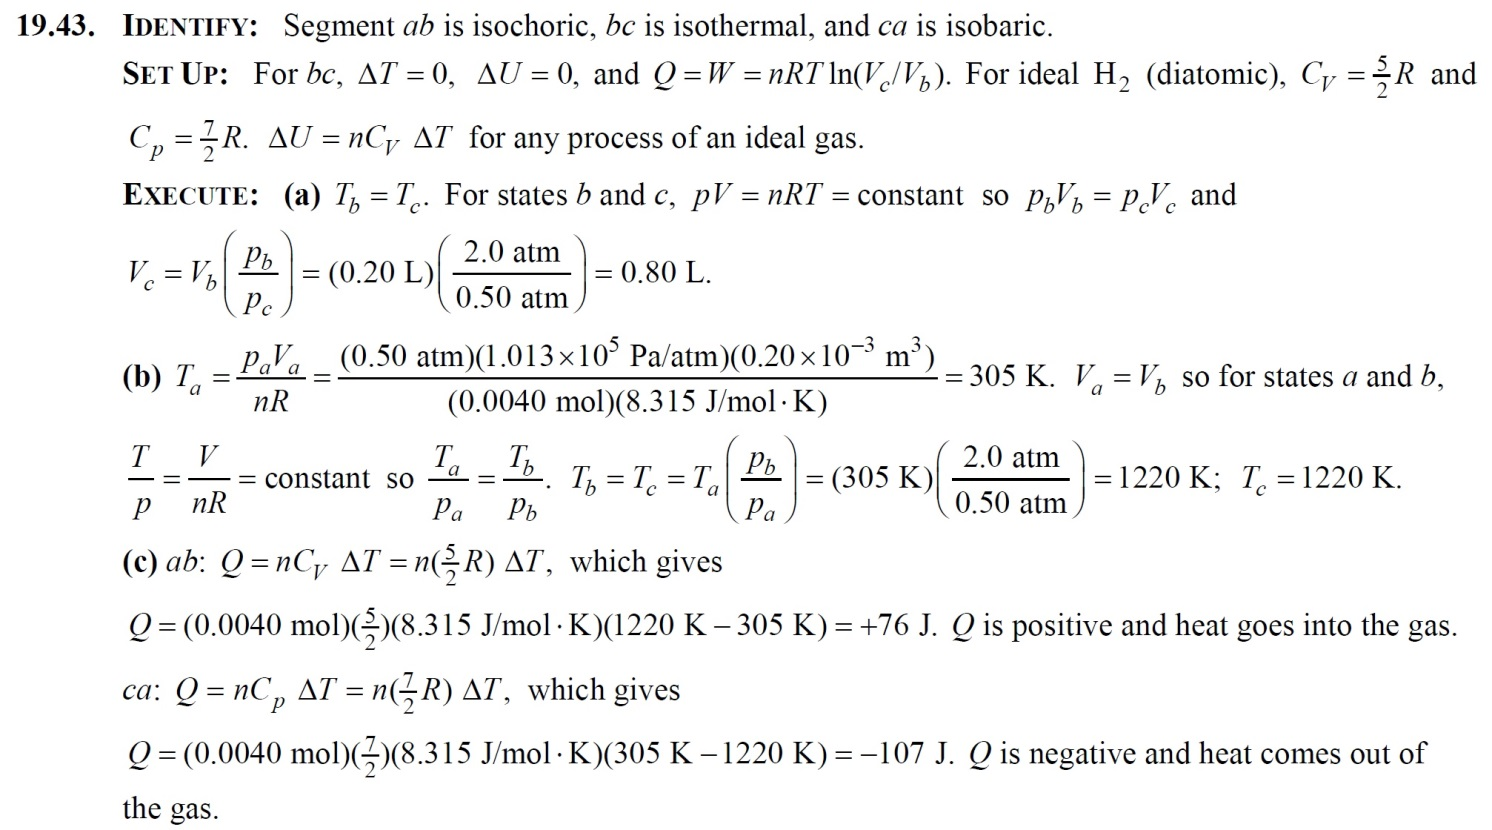 19.43. IDENTIFY: Segment ab is isochoric, bc is isothermal, and ca is isobaric.
SET UP: For bc, ΔT = 0, ΔU = 0, and Q = W = nRT ln(V_c/V_b). For ideal H₂ (diatomic), C_V = 5/2 R and
C_p = 7/2 R. ΔU = nC_V ΔT for any process of an ideal gas.
EXECUTE: (a) T_b = T_c. For states b and c, pV = nRT = constant so p_bV_b = p_cV_c and
V_c = V_b(p_b/p_c) = (0.20 L)(2.0 atm/0.50 atm) = 0.80 L.
(b) T_a = p_aV_a/nR = (0.50 atm)(1.013×10⁵ Pa/atm)(0.20×10⁻³ m³)/(0.0040 mol)(8.315 J/mol·K) = 305 K. V_a = V_b so for states a and b,
T/p = V/nR = constant so T_a/p_a = T_b/p_b. T_b = T_c = T_a(p_b/p_a) = (305 K)(2.0 atm/0.50 atm) = 1220 K; T_c = 1220 K.
(c) ab: Q = nC_V ΔT = n(5/2 R) ΔT, which gives
Q = (0.0040 mol)(5/2)(8.315 J/mol·K)(1220 K – 305 K) = +76 J. Q is positive and heat goes into the gas.
ca: Q = nC_p ΔT = n(7/2 R) ΔT, which gives
Q = (0.0040 mol)(7/2)(8.315 J/mol·K)(305 K – 1220 K) = –107 J. Q is negative and heat comes out of
the gas.